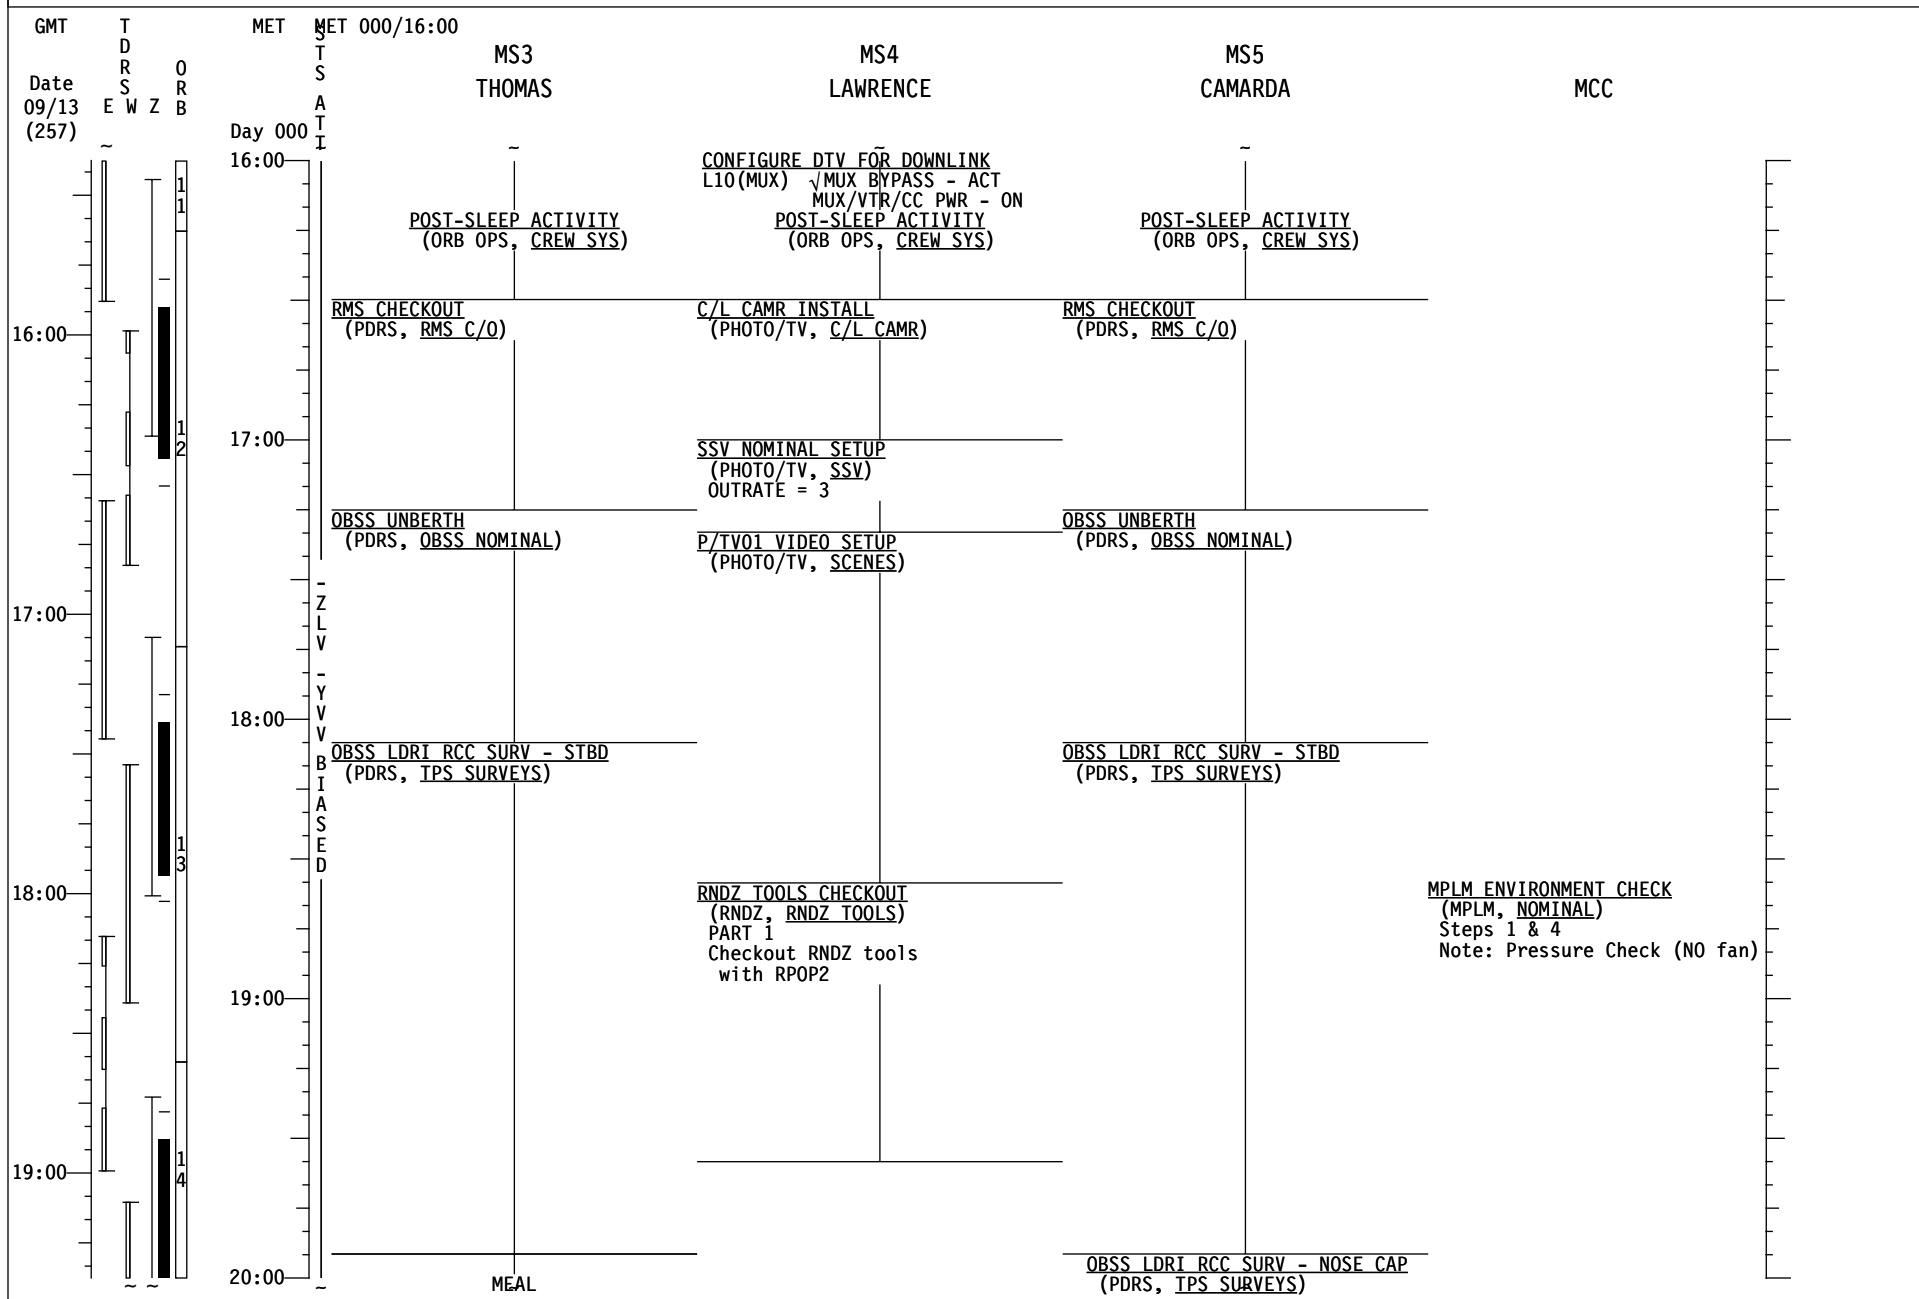 GMT
T
D
R
S
MET
MET 000/16:00
STS ATT
MS3
MS4
MS5
THOMAS
LAWRENCE
CAMARDA
MCC
ORB
Date
09/13
(257)
E W Z
Day 000
~
~
~
~
~
16:00
CONFIGURE DTV FOR DOWNLINK
L10(MUX) √MUX BYPASS - ACT
MUX/VTR/CC PWR - ON
11
POST-SLEEP ACTIVITY
(ORB OPS, CREW SYS)
POST-SLEEP ACTIVITY
(ORB OPS, CREW SYS)
POST-SLEEP ACTIVITY
(ORB OPS, CREW SYS)
RMS CHECKOUT
(PDRS, RMS C/O)
C/L CAMR INSTALL
(PHOTO/TV, C/L CAMR)
RMS CHECKOUT
(PDRS, RMS C/O)
16:00
12
17:00
SSV NOMINAL SETUP
(PHOTO/TV, SSV)
OUTRATE = 3
OBSS UNBERTH
(PDRS, OBSS NOMINAL)
P/TV01 VIDEO SETUP
(PHOTO/TV, SCENES)
OBSS UNBERTH
(PDRS, OBSS NOMINAL)
17:00
-ZLV -YVV BIASED
18:00
OBSS LDRI RCC SURV - STBD
(PDRS, TPS SURVEYS)
OBSS LDRI RCC SURV - STBD
(PDRS, TPS SURVEYS)
13
18:00
RNDZ TOOLS CHECKOUT
(RNDZ, RNDZ TOOLS)
PART 1
Checkout RNDZ tools
with RPOP2
MPLM ENVIRONMENT CHECK
(MPLM, NOMINAL)
Steps 1 & 4
Note: Pressure Check (NO fan)
19:00
14
19:00
20:00
MEAL
OBSS LDRI RCC SURV - NOSE CAP
(PDRS, TPS SURVEYS)
~ ~
~